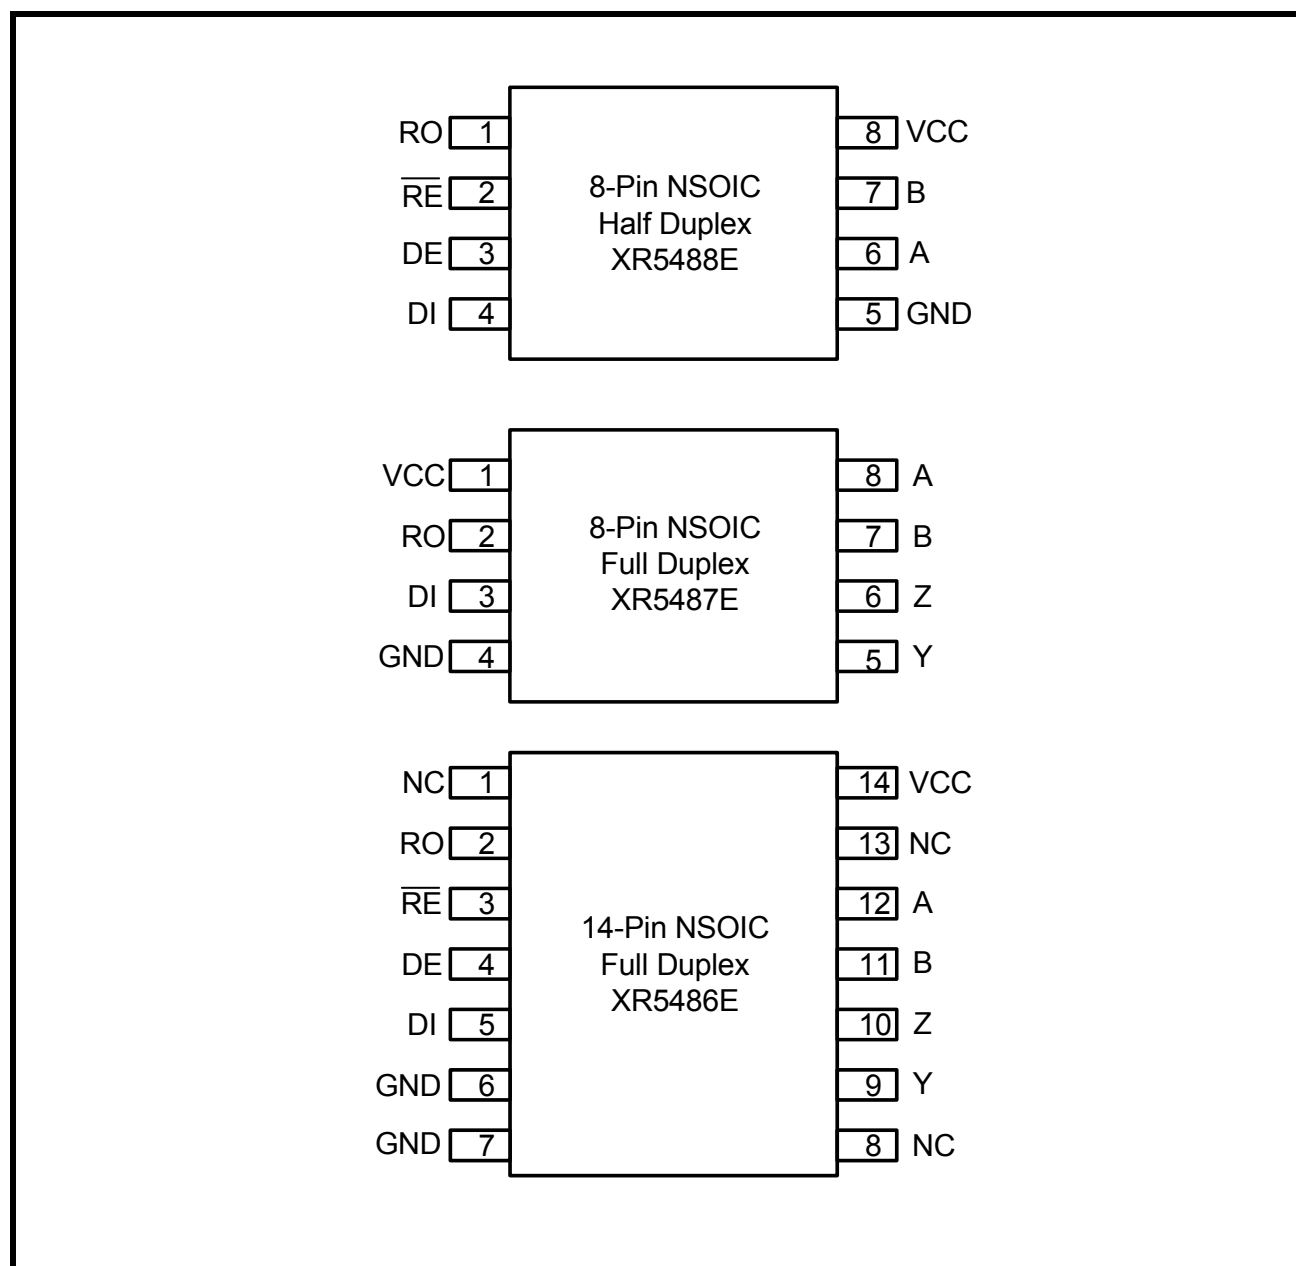 RO 1 8 VCC
R̅E̅ 2 7 B
DE 3 6 A
DI 4 5 GND
8-Pin NSOIC
Half Duplex
XR5488E
VCC 1 8 A
RO 2 7 B
DI 3 6 Z
GND 4 5 Y
8-Pin NSOIC
Full Duplex
XR5487E
NC 1 14 VCC
RO 2 13 NC
R̅E̅ 3 12 A
DE 4 11 B
DI 5 10 Z
GND 6 9 Y
GND 7 8 NC
14-Pin NSOIC
Full Duplex
XR5486E